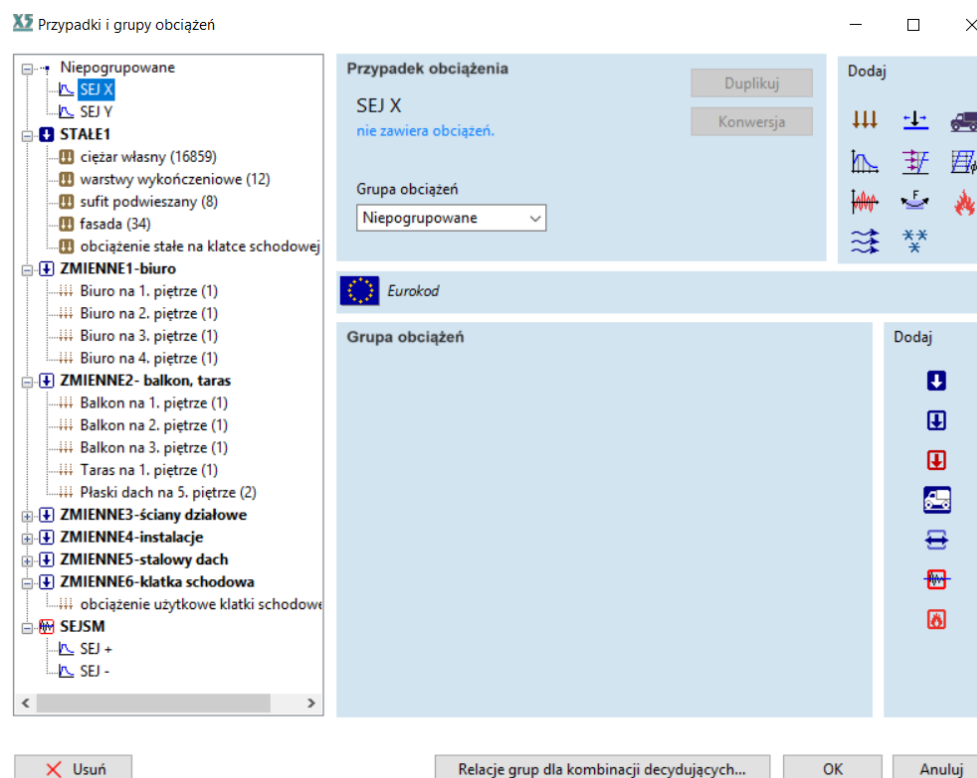 X5 Przypadki i grupy obciążeń
Niepogrupowane
SEJ X
SEJ Y
STAŁE1
ciężar własny (16859)
warstwy wykończeniowe (12)
sufit podwieszany (8)
fasada (34)
obciążenie stałe na klatce schodowej
ZMIENNE1-biuro
Biuro na 1. piętrze (1)
Biuro na 2. piętrze (1)
Biuro na 3. piętrze (1)
Biuro na 4. piętrze (1)
ZMIENNE2- balkon, taras
Balkon na 1. piętrze (1)
Balkon na 2. piętrze (1)
Balkon na 3. piętrze (1)
Taras na 1. piętrze (1)
Płaski dach na 5. piętrze (2)
ZMIENNE3-ściany działowe
ZMIENNE4-instalacje
ZMIENNE5-stalowy dach
ZMIENNE6-klatka schodowa
obciążenie użytkowe klatki schodowe
SEJSM
SEJ +
SEJ -
Przypadek obciążenia
SEJ X
nie zawiera obciążeń.
Duplikuj
Konwersja
Grupa obciążeń
Niepogrupowane
Dodaj
F
Eurokod
Grupa obciążeń
Dodaj
Usuń
Relacje grup dla kombinacji decydujących...
OK
Anuluj